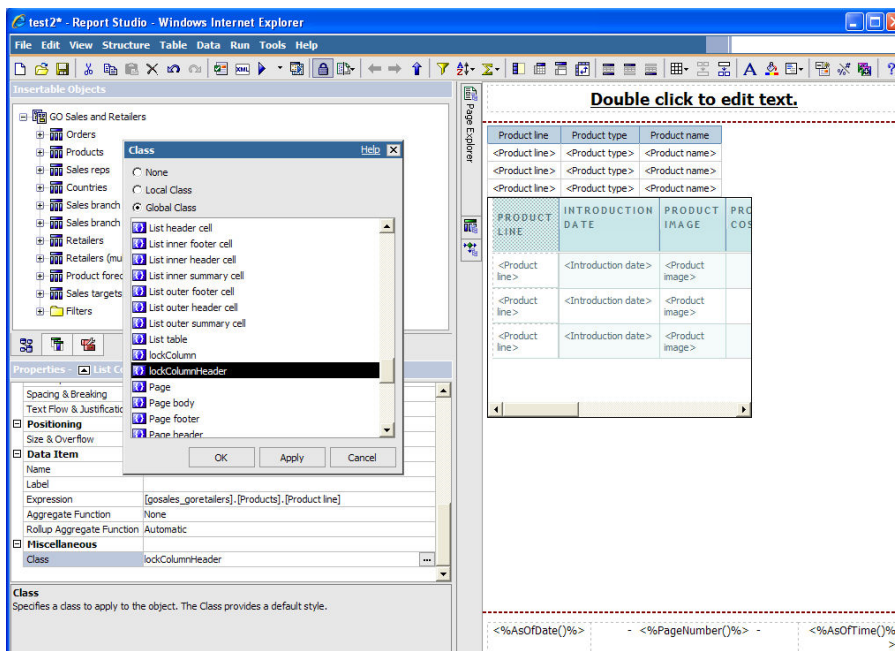 test2* - Report Studio - Windows Internet Explorer
File Edit View Structure Table Data Run Tools Help
Insertable Objects
GO Sales and Retailers
Orders
Products
Sales reps
Countries
Sales branch
Sales branch
Retailers
Retailers (mu
Product forec
Sales targets
Filters
Class Help
None
Local Class
Global Class
List header cell
List inner footer cell
List inner header cell
List inner summary cell
List outer footer cell
List outer header cell
List outer summary cell
List table
lockColumn
lockColumnHeader
Page
Page body
Page footer
Page header
OK Apply Cancel
Properties - List Co
Spacing & Breaking
Text Flow & Justificatio
Positioning
Size & Overflow
Data Item
Name
Label
Expression [gosales_goretailers].[Products].[Product line]
Aggregate Function None
Rollup Aggregate Function Automatic
Miscellaneous
Class lockColumnHeader ...
Class
Specifies a class to apply to the object. The Class provides a default style.
Page Explorer
Double click to edit text.
Product line Product type Product name
<Product line> <Product type> <Product name>
<Product line> <Product type> <Product name>
<Product line> <Product type> <Product name>
PRODUCT INTRODUCTION PRODUCT PRO
LINE DATE IMAGE COS
<Product <Introduction date> <Product
line> image>
<Product <Introduction date> <Product
line> image>
<Product <Introduction date> <Product
line> image>
<%AsOfDate()%> - <%PageNumber()%> - <%AsOfTime()%
>